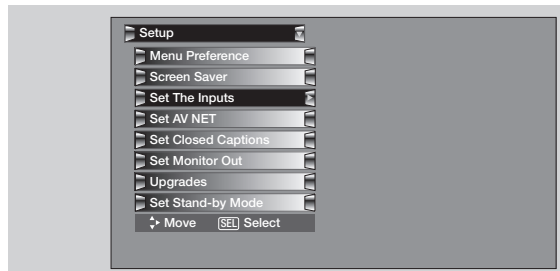 Setup
Menu Preference
Screen Saver
Set The Inputs
Set AV NET
Set Closed Captions
Set Monitor Out
Upgrades
Set Stand-by Mode
Move SEL Select